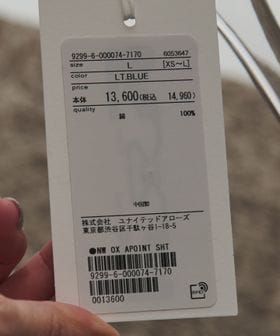 9299-6-000074-7170 6053647
size L [XS～L]
color LT.BLUE
price
本体 13,600(税込 14,960)
quality
綿 100%
中国製
株式会社 ユナイテッドアローズ
東京都渋谷区千駄ヶ谷1-18-5
●NW OX APOINT SHT
9299-6-000074-7170
0013600
RFID